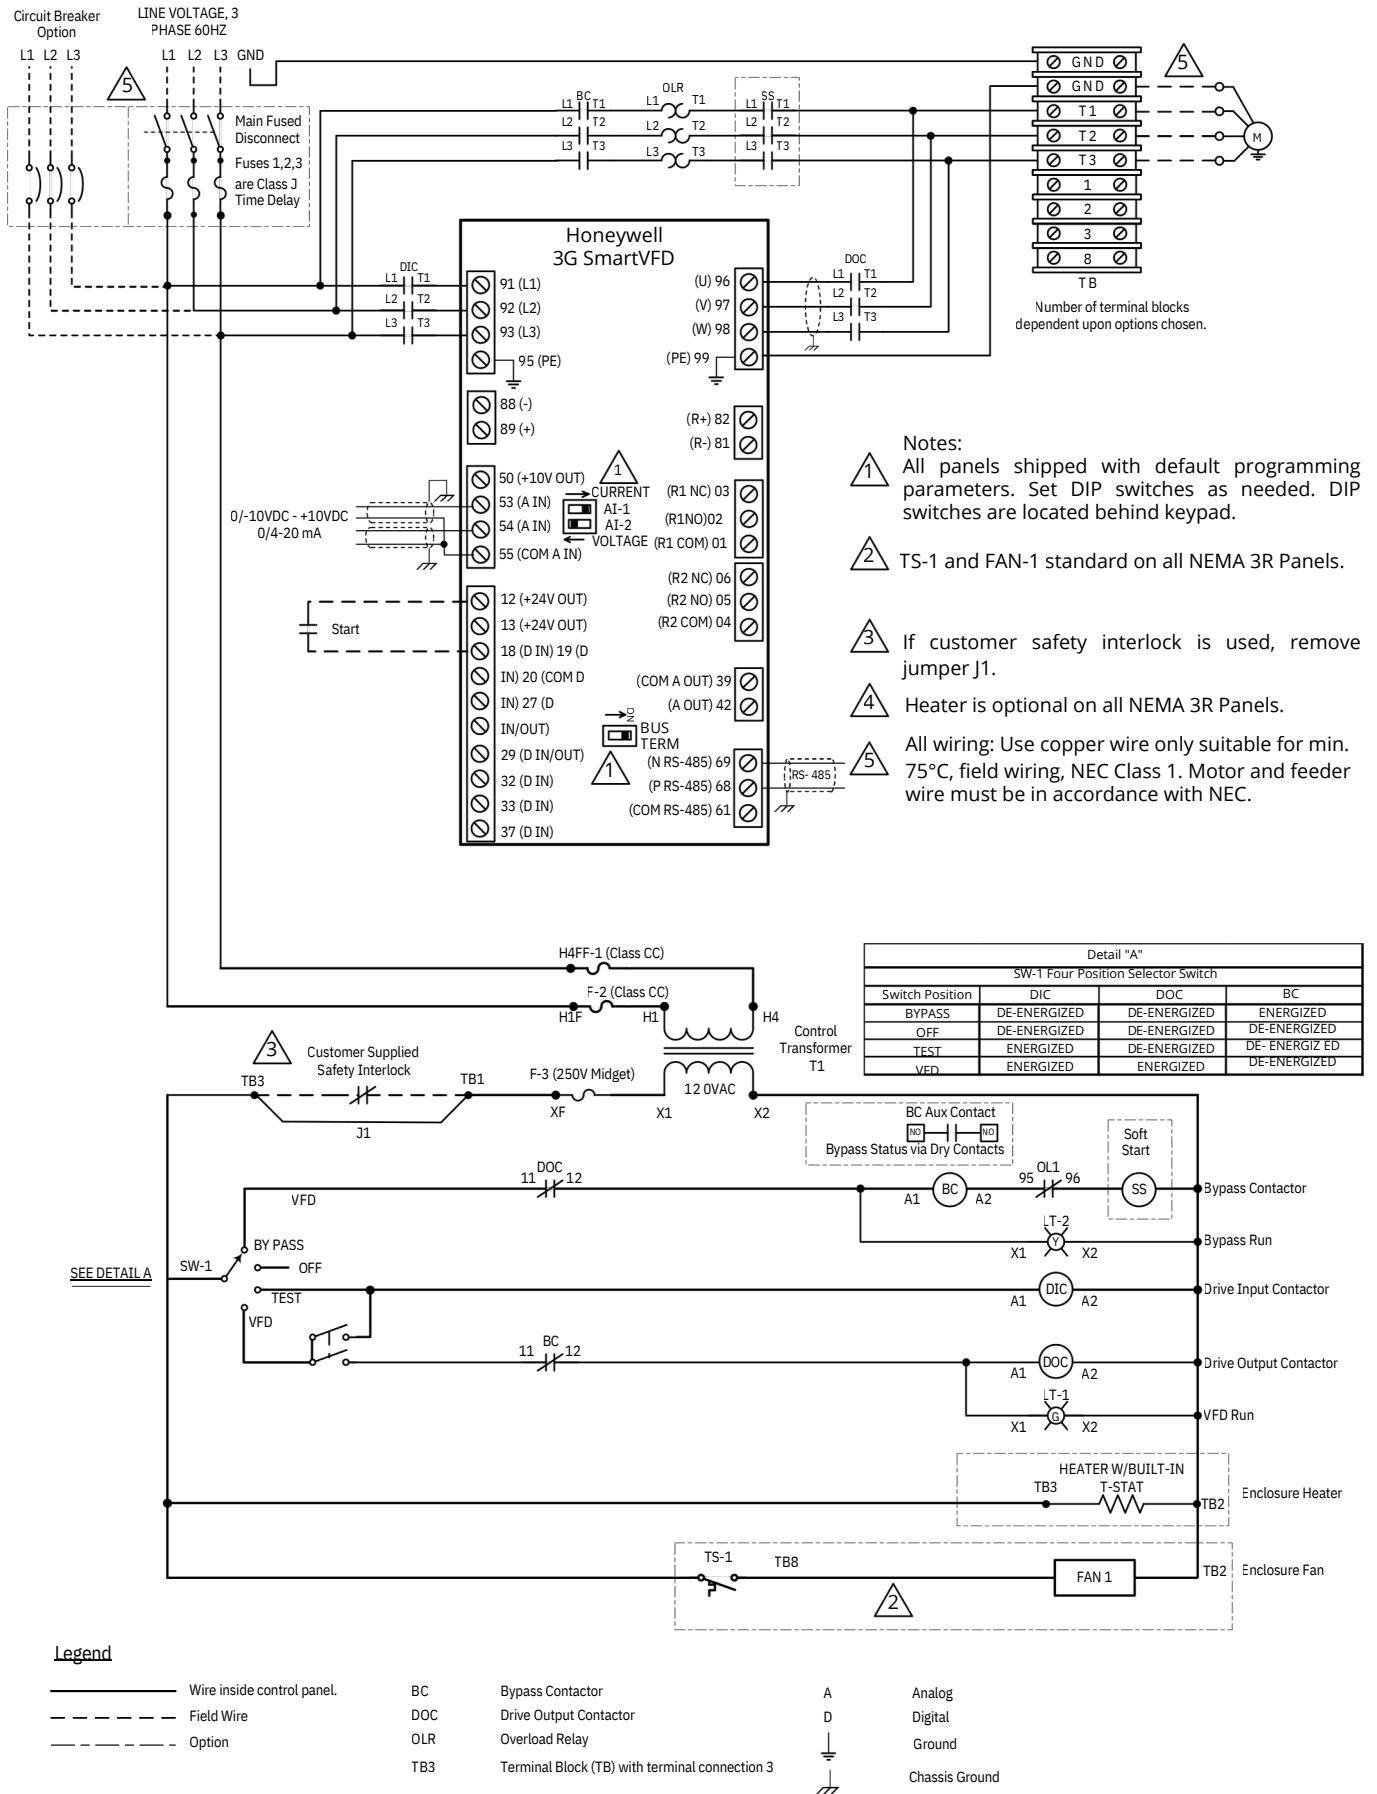 Circuit Breaker
Option
L1 L2 L3
LINE VOLTAGE, 3
PHASE 60HZ
L1 L2 L3 GND
5
Main Fused
Disconnect
Fuses 1,2,3
are Class J
Time Delay
BC
L1 T1
L2 T2
L3 T3
OLR
L1 T1
L2 T2
L3 T3
SS
L1 T1
L2 T2
L3 T3
GND
GND
T1
T2
T3
1
2
3
8
TB
5
M
Number of terminal blocks
dependent upon options chosen.
Honeywell
3G SmartVFD
DIC
L1 T1
L2 T2
L3 T3
91 (L1)
92 (L2)
93 (L3)
95 (PE)
88 (-)
89 (+)
50 (+10V OUT)
53 (A IN)
54 (A IN)
55 (COM A IN)
0/-10VDC - +10VDC
0/4-20 mA
1
CURRENT
AI-1
AI-2
VOLTAGE
12 (+24V OUT)
13 (+24V OUT)
18 (D IN) 19 (D
IN) 20 (COM D
IN) 27 (D
IN/OUT)
29 (D IN/OUT)
32 (D IN)
33 (D IN)
37 (D IN)
Start
(U) 96
(V) 97
(W) 98
(PE) 99
DOC
L1 T1
L2 T2
L3 T3
(R+) 82
(R-) 81
(R1 NC) 03
(R1NO)02
(R1 COM) 01
(R2 NC) 06
(R2 NO) 05
(R2 COM) 04
(COM A OUT) 39
(A OUT) 42
ON
BUS
TERM
1
(N RS-485) 69
(P RS-485) 68
(COM RS-485) 61
RS- 485
Notes:
1
All panels shipped with default programming
parameters. Set DIP switches as needed. DIP
switches are located behind keypad.
2
TS-1 and FAN-1 standard on all NEMA 3R Panels.
3
If customer safety interlock is used, remove
jumper J1.
4
Heater is optional on all NEMA 3R Panels.
5
All wiring: Use copper wire only suitable for min.
75°C, field wiring, NEC Class 1. Motor and feeder
wire must be in accordance with NEC.
H4FF-1 (Class CC)
F-2 (Class CC)
H1F
H1
H4
Control
Transformer
T1
12 0VAC
X1
X2
F-3 (250V Midget)
XF
Detail "A"
SW-1 Four Position Selector Switch
Switch Position DIC DOC BC
BYPASS DE-ENERGIZED DE-ENERGIZED ENERGIZED
OFF DE-ENERGIZED DE-ENERGIZED DE-ENERGIZED
TEST ENERGIZED DE-ENERGIZED DE- ENERGIZ ED
VFD ENERGIZED ENERGIZED DE-ENERGIZED
3
Customer Supplied
Safety Interlock
TB3
TB1
J1
BC Aux Contact
NO NO
Bypass Status via Dry Contacts
Soft
Start
VFD
11 DOC 12
A1 BC A2
95 OL1 96
SS
Bypass Contactor
LT-2
X1 Y X2
Bypass Run
SEE DETAIL A
SW-1
BY PASS
OFF
TEST
VFD
A1 DIC A2
Drive Input Contactor
11 BC 12
A1 DOC A2
Drive Output Contactor
LT-1
X1 G X2
VFD Run
HEATER W/BUILT-IN
T-STAT
TB3
TB2
Enclosure Heater
TS-1
TB8
FAN 1
TB2
Enclosure Fan
2
Legend
Wire inside control panel.
Field Wire
Option
BC Bypass Contactor
DOC Drive Output Contactor
OLR Overload Relay
TB3 Terminal Block (TB) with terminal connection 3
A Analog
D Digital
Ground
Chassis Ground